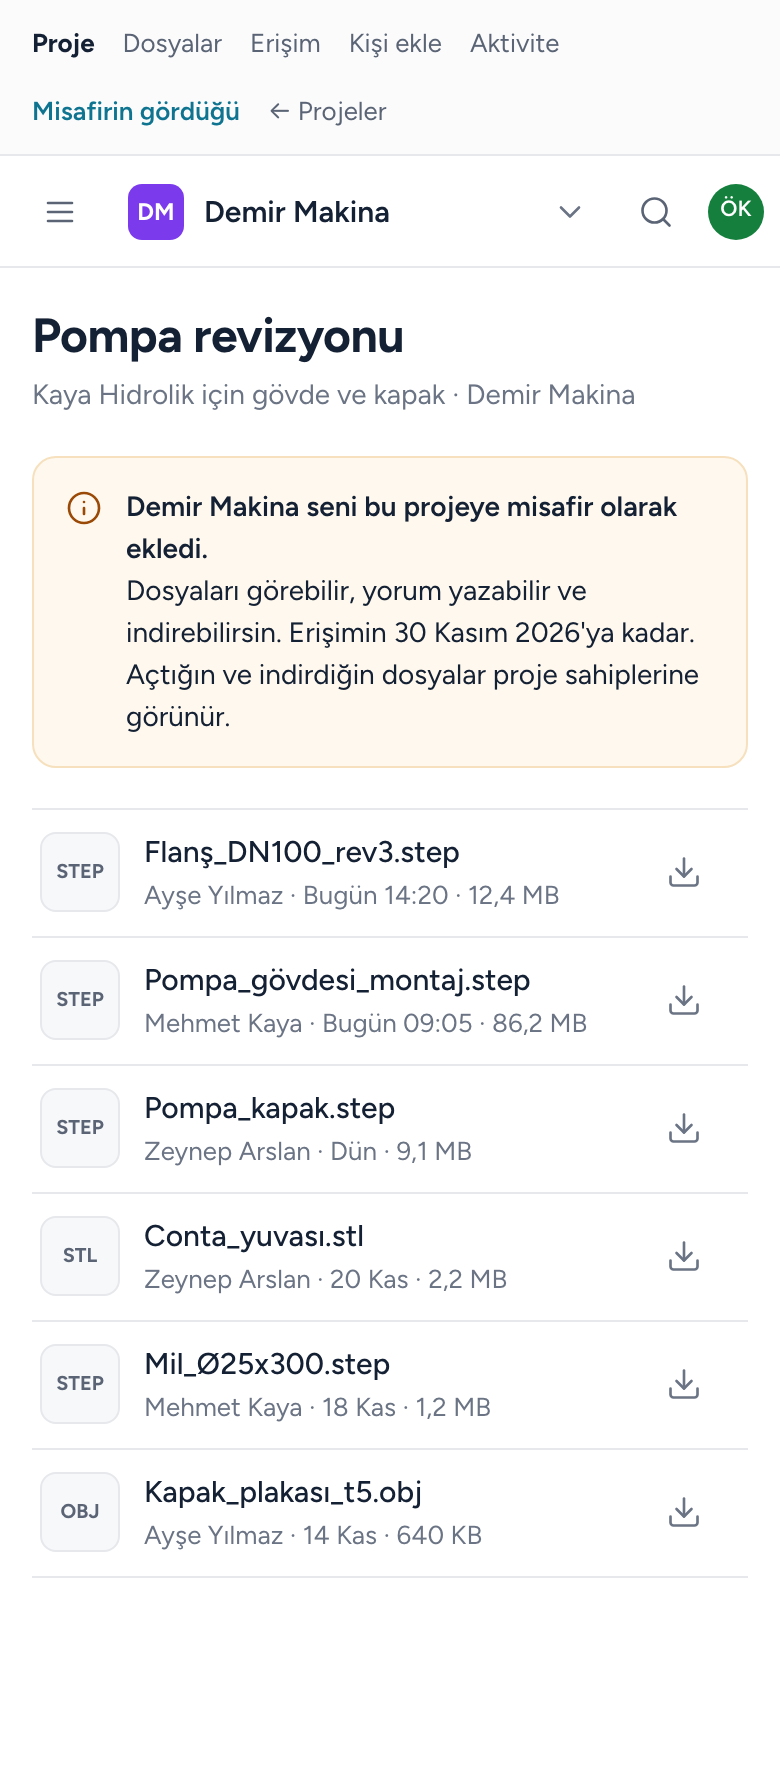 Proje Dosyalar Erişim Kişi ekle Aktivite
Misafirin gördüğü ← Projeler
DM Demir Makina ÖK
Pompa revizyonu
Kaya Hidrolik için gövde ve kapak · Demir Makina
Demir Makina seni bu projeye misafir olarak
ekledi.
Dosyaları görebilir, yorum yazabilir ve
indirebilirsin. Erişimin 30 Kasım 2026'ya kadar.
Açtığın ve indirdiğin dosyalar proje sahiplerine
görünür.
STEP Flanş_DN100_rev3.step
Ayşe Yılmaz · Bugün 14:20 · 12,4 MB
STEP Pompa_gövdesi_montaj.step
Mehmet Kaya · Bugün 09:05 · 86,2 MB
STEP Pompa_kapak.step
Zeynep Arslan · Dün · 9,1 MB
STL Conta_yuvası.stl
Zeynep Arslan · 20 Kas · 2,2 MB
STEP Mil_Ø25x300.step
Mehmet Kaya · 18 Kas · 1,2 MB
OBJ Kapak_plakası_t5.obj
Ayşe Yılmaz · 14 Kas · 640 KB